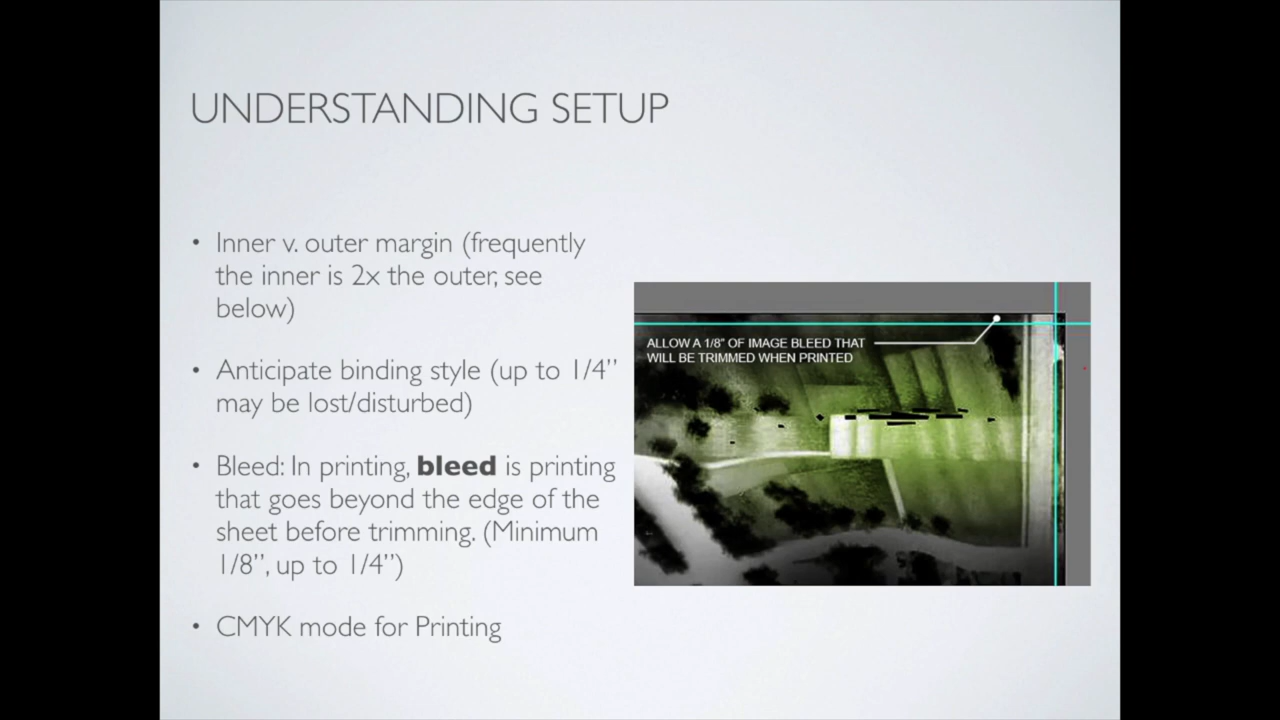 UNDERSTANDING SETUP
• Inner v. outer margin (frequently
the inner is 2x the outer, see
below)
• Anticipate binding style (up to 1/4”
may be lost/disturbed)
• Bleed: In printing, bleed is printing
that goes beyond the edge of the
sheet before trimming. (Minimum
1/8”, up to 1/4”)
• CMYK mode for Printing
ALLOW A 1/8" OF IMAGE BLEED THAT
WILL BE TRIMMED WHEN PRINTED